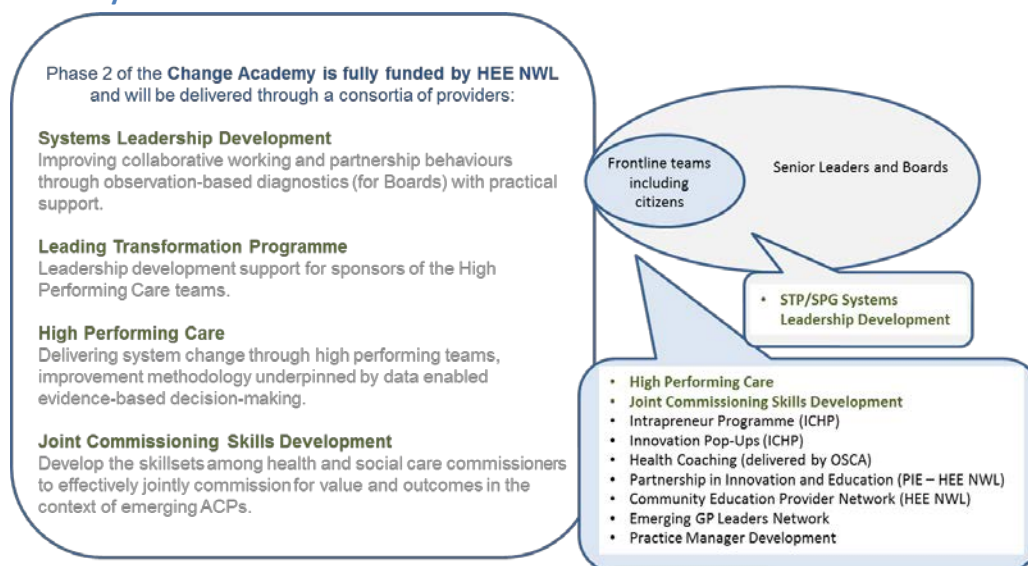 Phase 2 of the Change Academy is fully funded by HEE NWL
and will be delivered through a consortia of providers:
Systems Leadership Development
Improving collaborative working and partnership behaviours
through observation-based diagnostics (for Boards) with practical
support.
Leading Transformation Programme
Leadership development support for sponsors of the High
Performing Care teams.
High Performing Care
Delivering system change through high performing teams,
improvement methodology underpinned by data enabled
evidence-based decision-making.
Joint Commissioning Skills Development
Develop the skillsets among health and social care commissioners
to effectively jointly commission for value and outcomes in the
context of emerging ACPs.
Frontline teams
including
citizens
Senior Leaders and Boards
• STP/SPG Systems
Leadership Development
• High Performing Care
• Joint Commissioning Skills Development
• Intrapreneur Programme (ICHP)
• Innovation Pop-Ups (ICHP)
• Health Coaching (delivered by OSCA)
• Partnership in Innovation and Education (PIE – HEE NWL)
• Community Education Provider Network (HEE NWL)
• Emerging GP Leaders Network
• Practice Manager Development